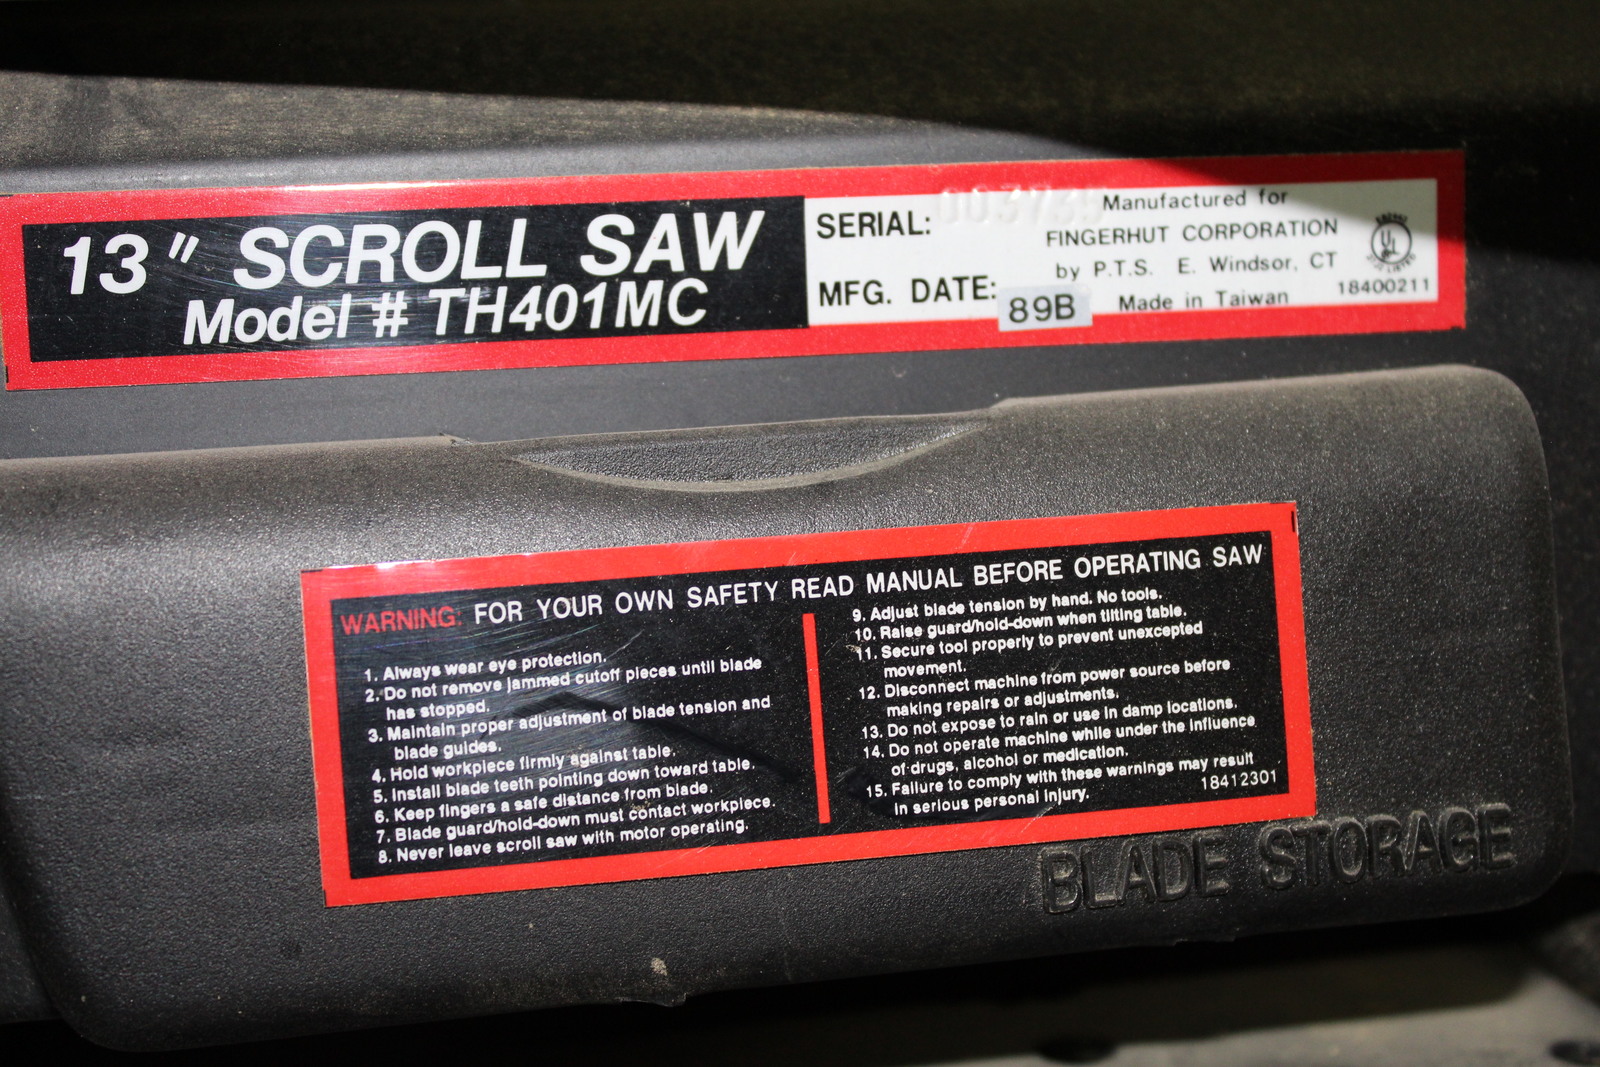 13" SCROLL SAW
Model # TH401MC
SERIAL: 003739
MFG. DATE: 89B
Manufactured for
FINGERHUT CORPORATION
by P.T.S. E. Windsor, CT
Made in Taiwan
18400211
UL
WARNING: FOR YOUR OWN SAFETY READ MANUAL BEFORE OPERATING SAW
1. Always wear eye protection.
2. Do not remove jammed cutoff pieces until blade
has stopped.
3. Maintain proper adjustment of blade tension and
blade guides.
4. Hold workpiece firmly against table.
5. Install blade teeth pointing down toward table.
6. Keep fingers a safe distance from blade.
7. Blade guard/hold-down must contact workpiece.
8. Never leave scroll saw with motor operating.
9. Adjust blade tension by hand. No tools.
10. Raise guard/hold-down when tilting table.
11. Secure tool properly to prevent unexcepted
movement.
12. Disconnect machine from power source before
making repairs or adjustments.
13. Do not expose to rain or use in damp locations.
14. Do not operate machine while under the influence
of drugs, alcohol or medication.
15. Failure to comply with these warnings may result
in serious personal injury.
18412301
BLADE STORAGE